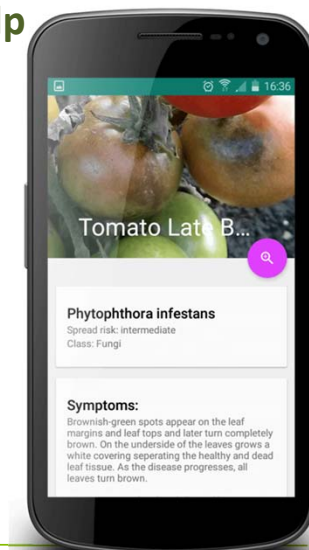 16:36
Tomato Late B...
Phytophthora infestans
Spread risk: intermediate
Class: Fungi
Symptoms:
Brownish-green spots appear on the leaf
margins and leaf tops and later turn completely
brown. On the underside of the leaves grows a
white covering seperating the healthy and dead
leaf tissue. As the disease progresses, all
leaves turn brown.